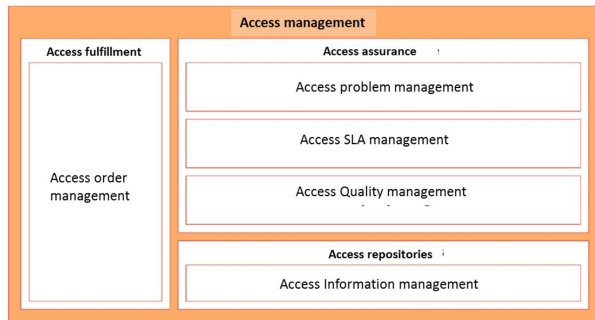 Access management
Access fulfillment
Access order
management
Access assurance
Access problem management
Access SLA management
Access Quality management
Access repositories
Access Information management